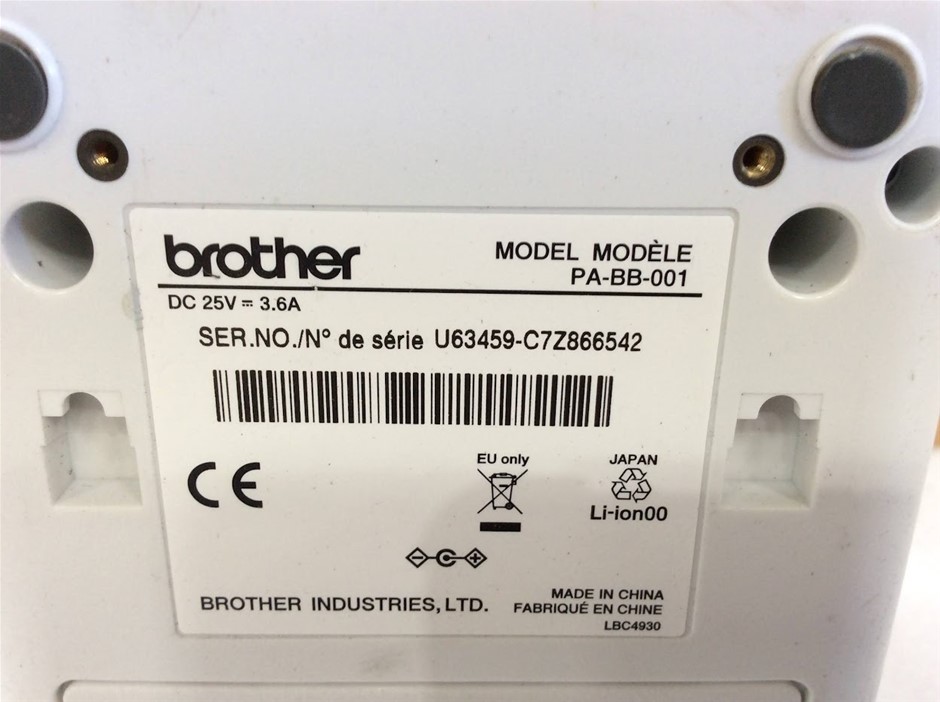 brother
MODEL MODÈLE
PA-BB-001
DC 25V ⎓ 3.6A
SER.NO./N° de série U63459-C7Z866542
CE
EU only
JAPAN
Li-ion00
BROTHER INDUSTRIES, LTD.
MADE IN CHINA
FABRIQUÉ EN CHINE
LBC4930